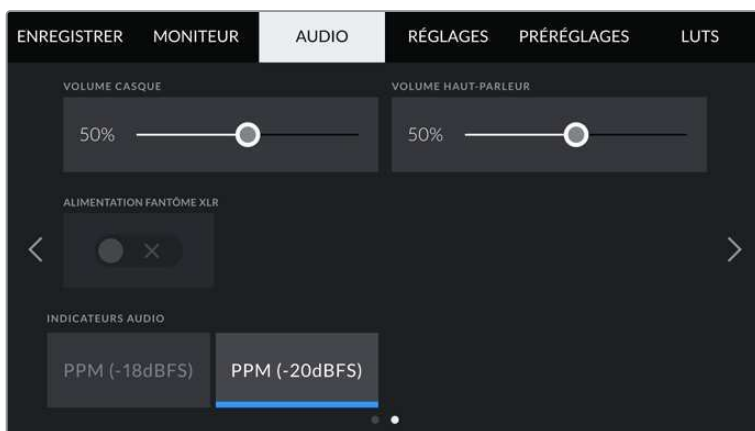 ENREGISTRER MONITEUR AUDIO RÉGLAGES PRÉRÉGLAGES LUTS
VOLUME CASQUE VOLUME HAUT-PARLEUR
50% 50%
ALIMENTATION FANTÔME XLR
INDICATEURS AUDIO
PPM (-18dBFS) PPM (-20dBFS)